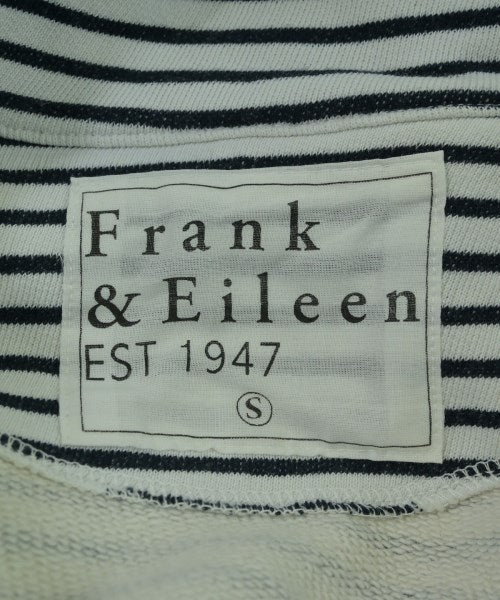 Frank
& Eileen
EST 1947
S